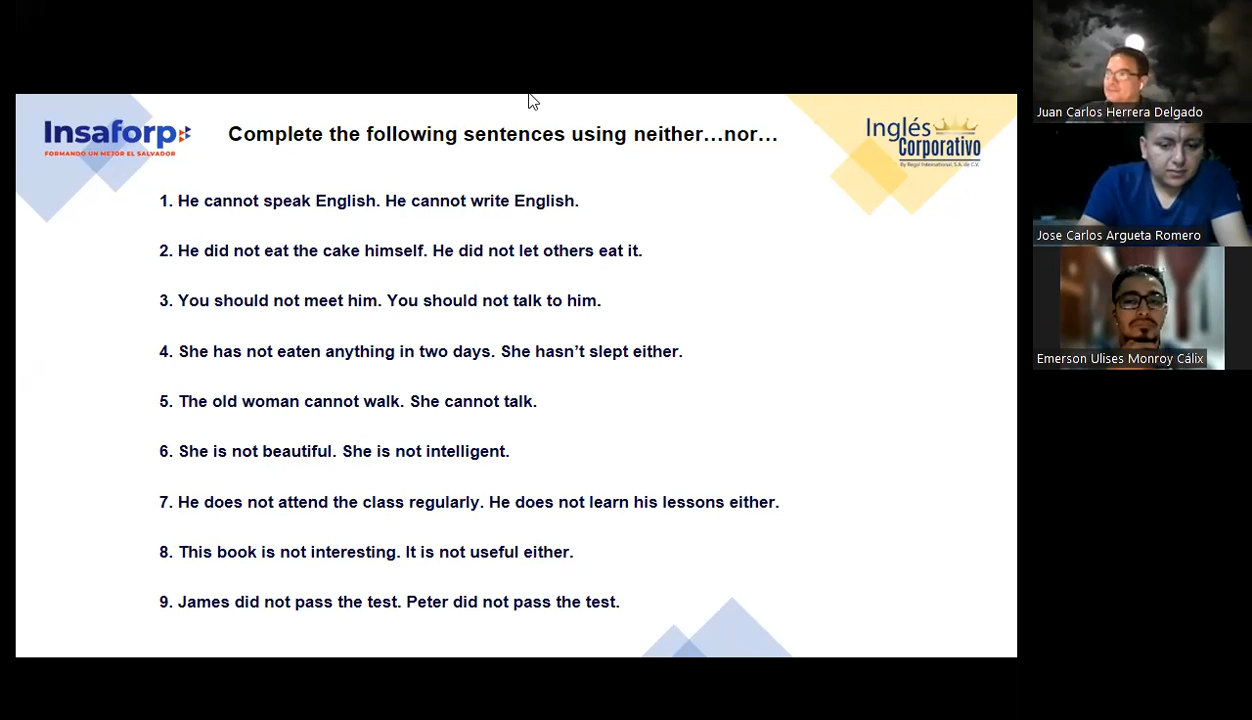 Insaforp
FORMANDO UN MEJOR EL SALVADOR
Complete the following sentences using neither…nor…
Inglés
Corporativo
By Regal International, S.A. de C.V.
1. He cannot speak English. He cannot write English.
2. He did not eat the cake himself. He did not let others eat it.
3. You should not meet him. You should not talk to him.
4. She has not eaten anything in two days. She hasn’t slept either.
5. The old woman cannot walk. She cannot talk.
6. She is not beautiful. She is not intelligent.
7. He does not attend the class regularly. He does not learn his lessons either.
8. This book is not interesting. It is not useful either.
9. James did not pass the test. Peter did not pass the test.
Juan Carlos Herrera Delgado
Jose Carlos Argueta Romero
Emerson Ulises Monroy Cálix